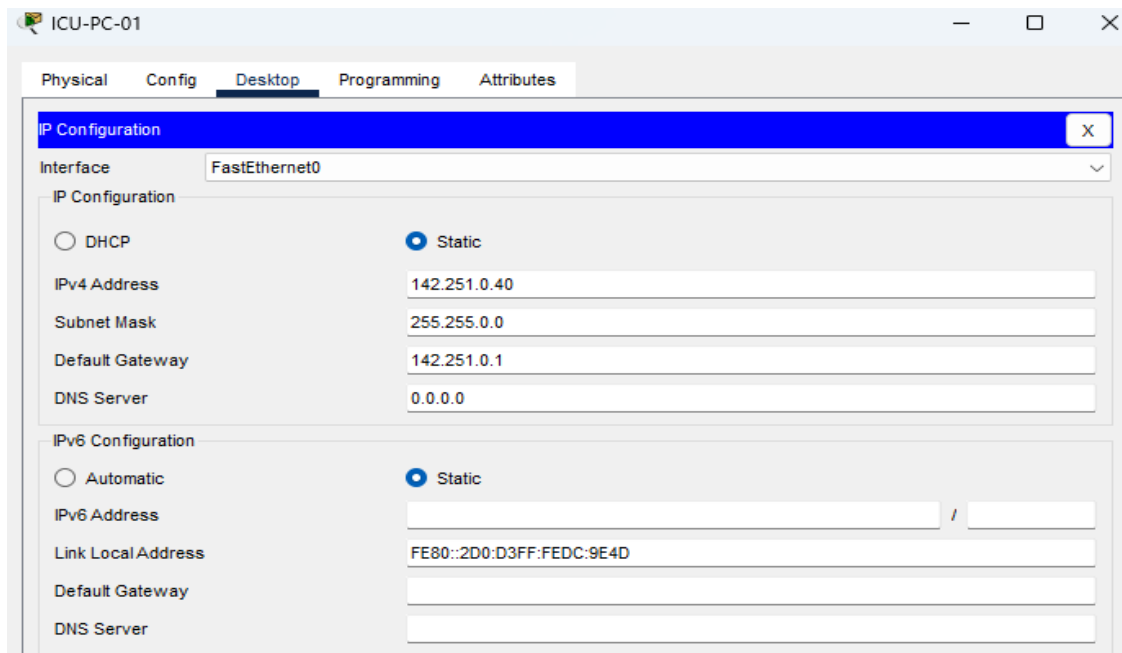 ICU-PC-01
Physical Config Desktop Programming Attributes
IP Configuration X
Interface FastEthernet0
IP Configuration
DHCP Static
IPv4 Address 142.251.0.40
Subnet Mask 255.255.0.0
Default Gateway 142.251.0.1
DNS Server 0.0.0.0
IPv6 Configuration
Automatic Static
IPv6 Address /
Link Local Address FE80::2D0:D3FF:FEDC:9E4D
Default Gateway
DNS Server